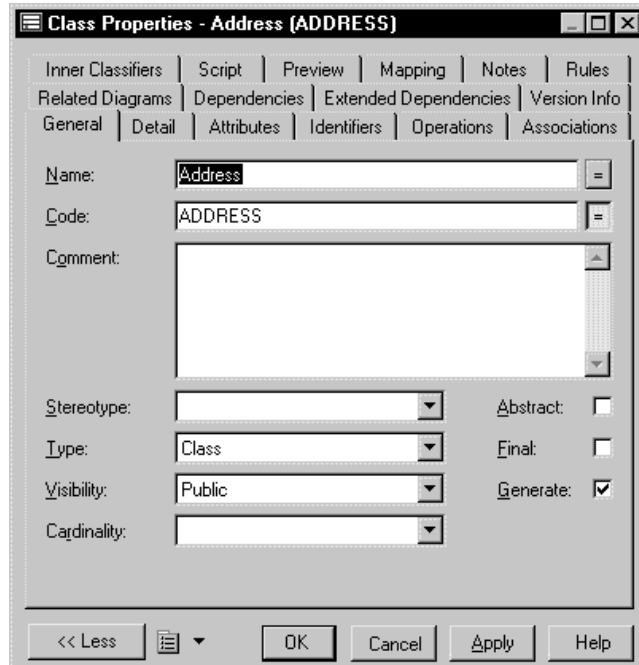 Class Properties - Address (ADDRESS)
Inner Classifiers Script Preview Mapping Notes Rules
Related Diagrams Dependencies Extended Dependencies Version Info
General Detail Attributes Identifiers Operations Associations
Name: Address =
Code: ADDRESS =
Comment:
Stereotype: Abstract:
Type: Class Final:
Visibility: Public Generate:
Cardinality:
<< Less OK Cancel Apply Help